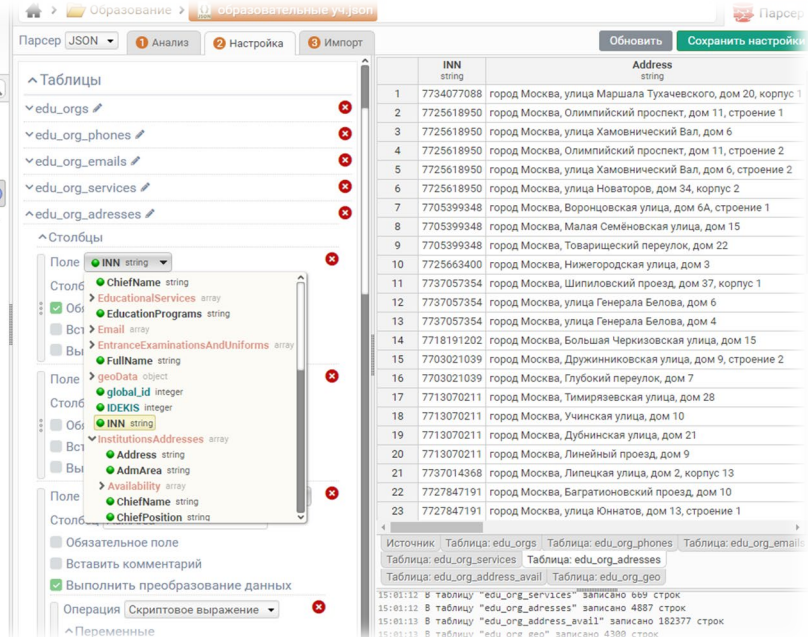 Образование > образовательные уч.json
Парсер
Парсер JSON 1 Анализ 2 Настройка 3 Импорт Обновить Сохранить настройки
Таблицы
edu_orgs
edu_org_phones
edu_org_emails
edu_org_services
edu_org_adresses
Столбцы
Поле INN string
ChiefName string
EducationalServices array
EducationPrograms string
Email array
EntranceExaminationsAndUniforms array
FullName string
geoData object
global_id integer
IDEKIS integer
INN string
InstitutionsAddresses array
Address string
AdmArea string
Availability array
ChiefName string
ChiefPosition string
Поле
Поле
Обязательное поле
Вставить комментарий
Выполнить преобразование данных
Операция Скриптовое выражение
Переменные
INN string Address string
1 7734077088 город Москва, улица Маршала Тухачевского, дом 20, корпус 1
2 7725618950 город Москва, Олимпийский проспект, дом 11, строение 1
3 7725618950 город Москва, улица Хамовнический Вал, дом 6
4 7725618950 город Москва, Олимпийский проспект, дом 11, строение 2
5 7725618950 город Москва, улица Хамовнический Вал, дом 6, строение 2
6 7725618950 город Москва, улица Новаторов, дом 34, корпус 2
7 7705399348 город Москва, Воронцовская улица, дом 6А, строение 1
8 7705399348 город Москва, Малая Семёновская улица, дом 15
9 7705399348 город Москва, Товарищеский переулок, дом 22
10 7725663400 город Москва, Нижегородская улица, дом 3
11 7737057354 город Москва, Шипиловский проезд, дом 37, корпус 1
12 7737057354 город Москва, улица Генерала Белова, дом 6
13 7737057354 город Москва, улица Генерала Белова, дом 4
14 7718191202 город Москва, Большая Черкизовская улица, дом 15
15 7703021039 город Москва, Дружинниковская улица, дом 9, строение 2
16 7703021039 город Москва, Глубокий переулок, дом 7
17 7713070211 город Москва, Тимирязевская улица, дом 28
18 7713070211 город Москва, Учинская улица, дом 10
19 7713070211 город Москва, Дубнинская улица, дом 21
20 7713070211 город Москва, Линейный проезд, дом 9
21 7737014368 город Москва, Липецкая улица, дом 2, корпус 13
22 7727847191 город Москва, Багратионовский проезд, дом 10
23 7727847191 город Москва, улица Юннатов, дом 13, строение 1
Источник Таблица: edu_orgs Таблица: edu_org_phones Таблица: edu_org_emails
Таблица: edu_org_services Таблица: edu_org_adresses
Таблица: edu_org_address_avail Таблица: edu_org_geo
15:01:12 В таблицу "edu_org_services" записано 669 строк
15:01:12 В таблицу "edu_org_adresses" записано 4887 строк
15:01:13 В таблицу "edu_org_address_avail" записано 182377 строк
15:01:13 В таблицу "edu_org_geo" записано 4300 строк